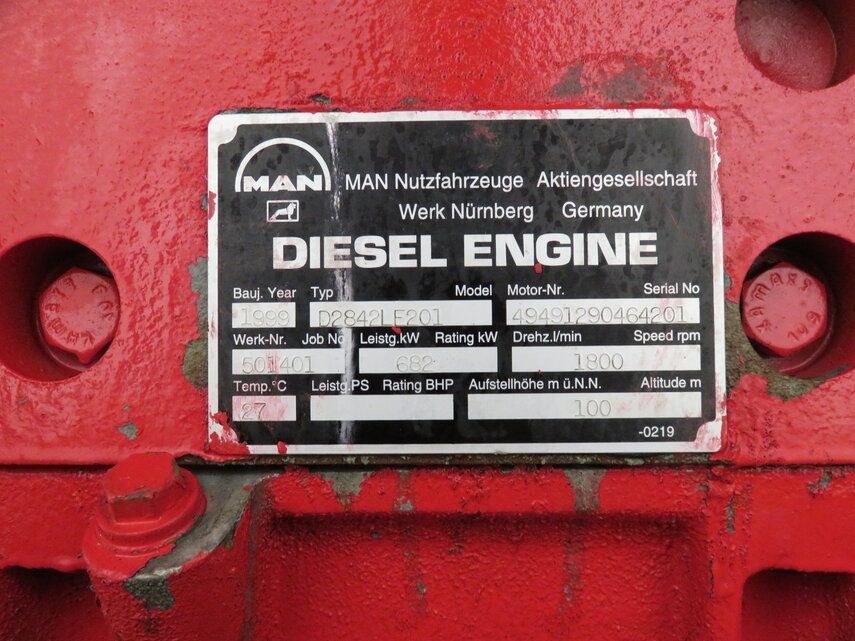 MAN MAN Nutzfahrzeuge Aktiengesellschaft
Werk Nürnberg Germany
DIESEL ENGINE
Bauj. Year Typ Model Motor-Nr. Serial No
1999 D2842LE201 49491290464201
Werk-Nr. Job No Leistg.kW Rating kW Drehz.l/min Speed rpm
501401 682 1800
Temp.°C Leistg.PS Rating BHP Aufstellhöhe m ü.N.N. Altitude m
27 100
-0219